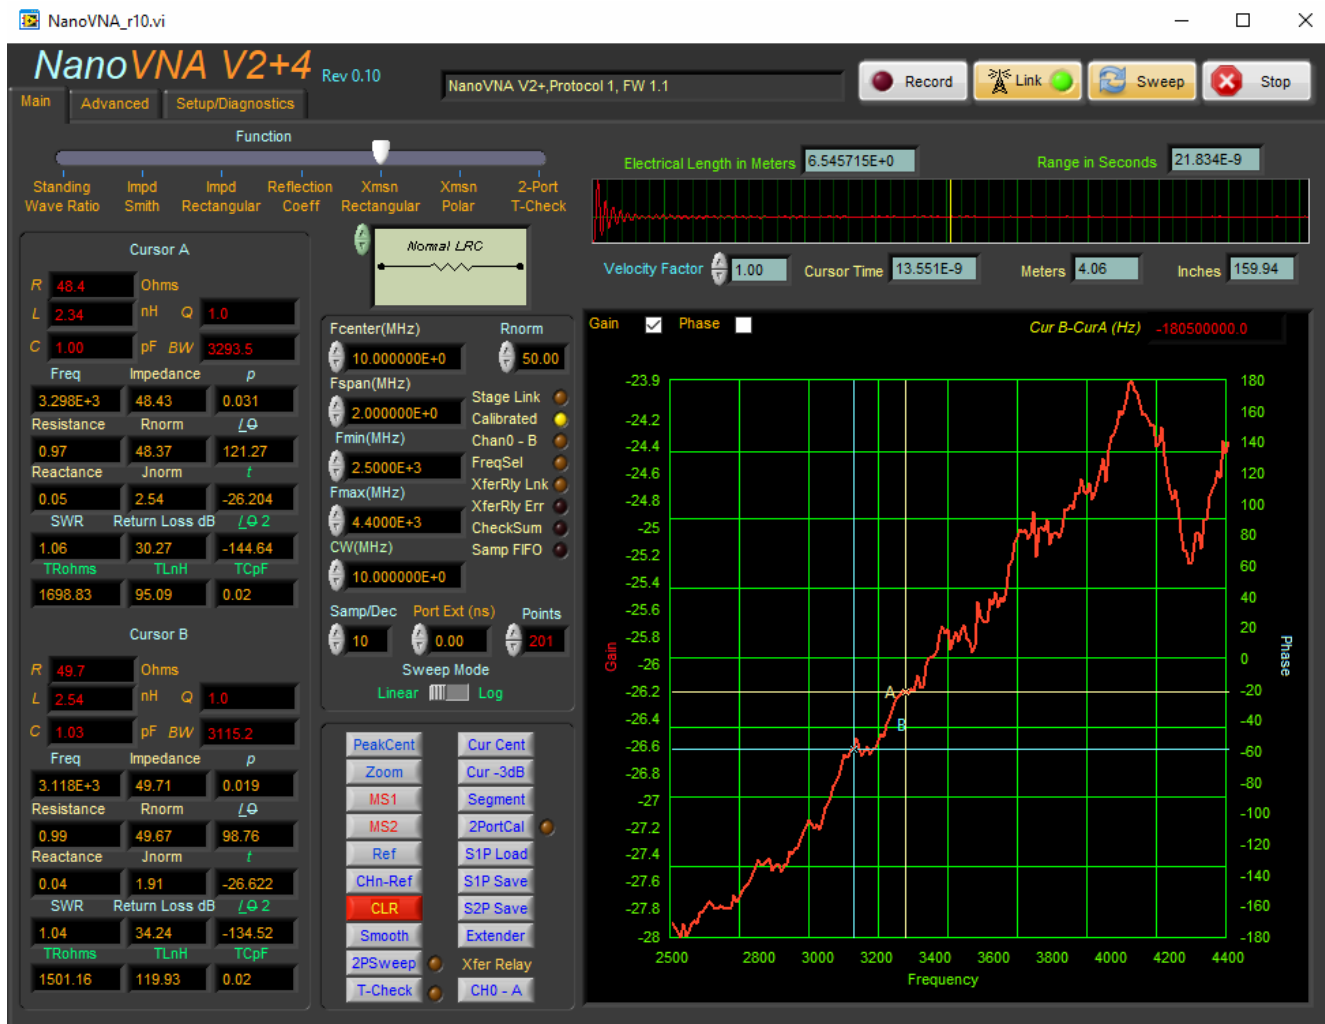 NanoVNA_r10.vi
NanoVNA V2+4 Rev 0.10
NanoVNA V2+,Protocol 1, FW 1.1
Record Link Sweep Stop
Main Advanced Setup/Diagnostics
Function
Standing Wave Ratio
Impd Smith
Impd Rectangular
Reflection Coeff
Xmsn Rectangular
Xmsn Polar
2-Port T-Check
Electrical Length in Meters 6.545715E+0
Range in Seconds 21.834E-9
Normal LRC
Velocity Factor 1.00 Cursor Time 13.551E-9 Meters 4.06 Inches 159.94
Cursor A
R 48.4 Ohms
L 2.34 nH Q 1.0
C 1.00 pF BW 3293.5
Freq Impedance p
3.298E+3 48.43 0.031
Resistance Rnorm / O
0.97 48.37 121.27
Reactance Jnorm t
0.05 2.54 -26.204
SWR Return Loss dB / O 2
1.06 30.27 -144.64
TRohms TLnH TCpF
1698.83 95.09 0.02
Cursor B
R 49.7 Ohms
L 2.54 nH Q 1.0
C 1.03 pF BW 3115.2
Freq Impedance p
3.118E+3 49.71 0.019
Resistance Rnorm / O
0.99 49.67 98.76
Reactance Jnorm t
0.04 1.91 -26.622
SWR Return Loss dB / O 2
1.04 34.24 -134.52
TRohms TLnH TCpF
1501.16 119.93 0.02
Fcenter(MHz) Rnorm
10.000000E+0 50.00
Fspan(MHz)
2.000000E+0
Fmin(MHz)
2.5000E+3
Fmax(MHz)
4.4000E+3
CW(MHz)
10.000000E+0
Stage Link
Calibrated
Chan0 - B
FreqSel
XferRly Lnk
XferRly Err
CheckSum
Samp FIFO
Samp/Dec Port Ext (ns) Points
10 0.00 201
Sweep Mode
Linear Log
PeakCent Cur Cent
Zoom Cur -3dB
MS1 Segment
MS2 2PortCal
Ref S1P Load
CHn-Ref S1P Save
CLR S2P Save
Smooth Extender
2PSweep Xfer Relay
T-Check CH0 - A
Gain Phase
Cur B-CurA (Hz) -180500000.0
-23.9
-24.2
-24.4
-24.6
-24.8
-25
-25.2
-25.4
-25.6
-25.8
-26
-26.2
-26.4
-26.6
-26.8
-27
-27.2
-27.4
-27.6
-27.8
-28
Gain
A
B
180
160
140
120
100
80
60
40
20
0
-20
-40
-60
-80
-100
-120
-140
-160
-180
Phase
2500 2800 3000 3200 3400 3600 3800 4000 4200 4400
Frequency